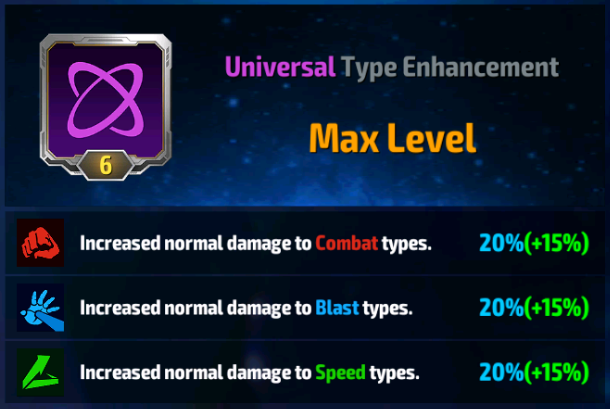 Universal Type Enhancement
Max Level
6
Increased normal damage to Combat types. 20%(+15%)
Increased normal damage to Blast types. 20%(+15%)
Increased normal damage to Speed types. 20%(+15%)